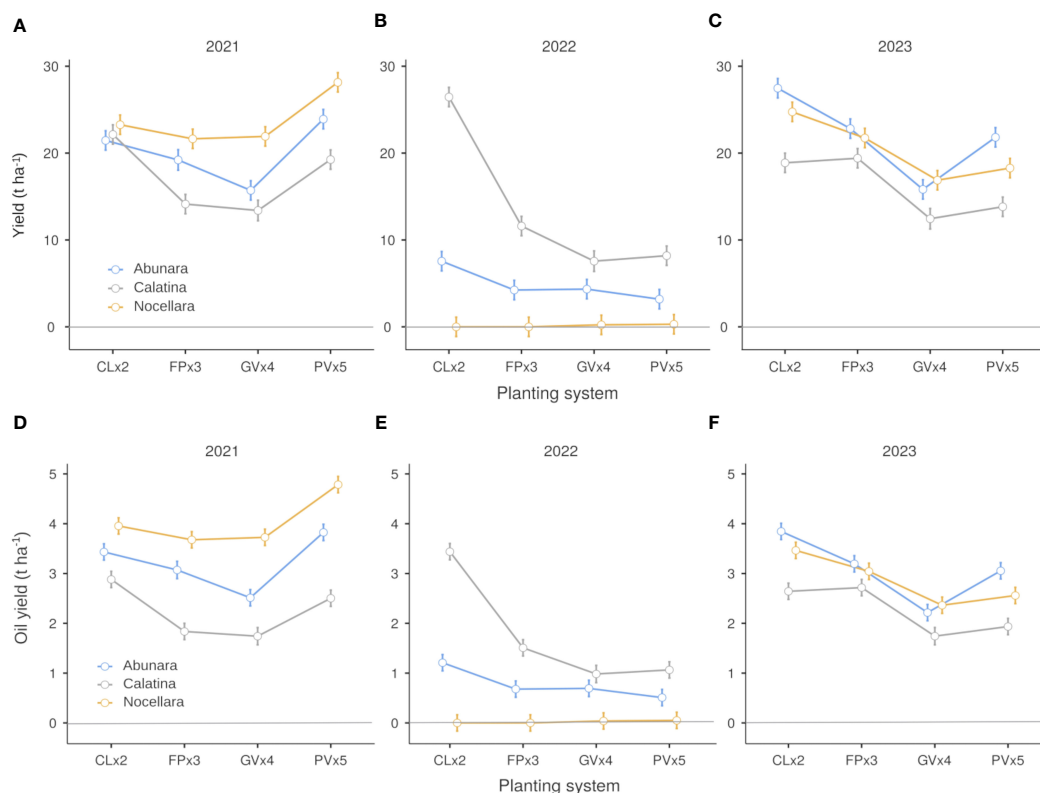 A
B
C
2021
2022
2023
30
20
10
0
Yield (t ha-1)
Abunara
Calatina
Nocellara
30
20
10
0
30
20
10
0
CLx2 FPx3 GVx4 PVx5
CLx2 FPx3 GVx4 PVx5
CLx2 FPx3 GVx4 PVx5
Planting system
D
E
F
2021
2022
2023
5
4
3
2
1
0
Oil yield (t ha-1)
Abunara
Calatina
Nocellara
5
4
3
2
1
0
5
4
3
2
1
0
CLx2 FPx3 GVx4 PVx5
CLx2 FPx3 GVx4 PVx5
CLx2 FPx3 GVx4 PVx5
Planting system